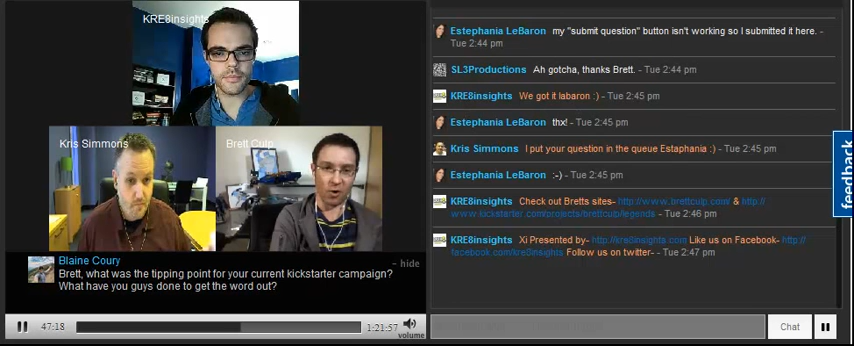 KRE8insights
Kris Simmons
Brett Culp
Blaine Coury
Brett, what was the tipping point for your current kickstarter campaign?
What have you guys done to get the word out?
– hide
47:18
1:21:57
volume
Estephania LeBaron my "submit question" button isn't working so I submitted it here. -
Tue 2:44 pm
SL3Productions Ah gotcha, thanks Brett. - Tue 2:44 pm
KRE8insights We got it labaron :) - Tue 2:45 pm
Estephania LeBaron thx! - Tue 2:45 pm
Kris Simmons I put your question in the queue Estaphania :) - Tue 2:45 pm
Estephania LeBaron :-) - Tue 2:45 pm
KRE8insights Check out Bretts sites- http://www.brettculp.com/ & http://
www.kickstarter.com/projects/brettculp/legends - Tue 2:46 pm
KRE8insights Xi Presented by- http://kre8insights.com Like us on Facebook- http://
facebook.com/kre8insights Follow us on twitter- - Tue 2:47 pm
Chat
feedback